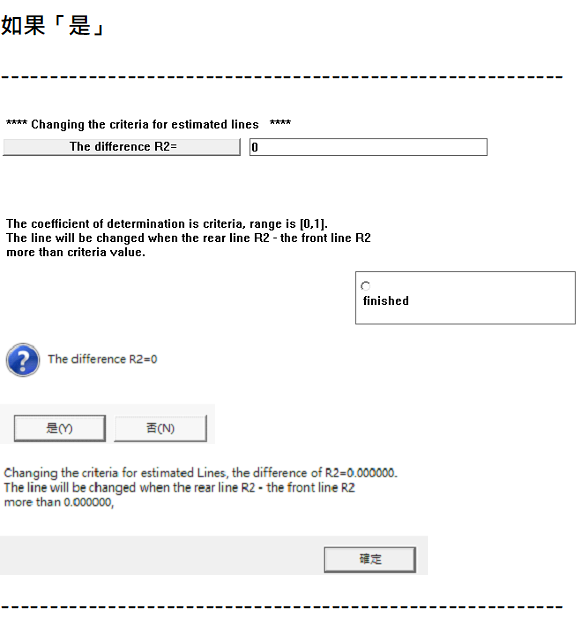 如果「是」
------------------------------------------------------------
**** Changing the criteria for estimated lines ****
The difference R2= 0
The coefficient of determination is criteria, range is [0,1].
The line will be changed when the rear line R2 - the front line R2
more than criteria value.
finished
The difference R2=0
是(Y) 否(N)
Changing the criteria for estimated Lines, the difference of R2=0.000000.
The line will be changed when the rear line R2 - the front line R2
more than 0.000000,
確定
------------------------------------------------------------